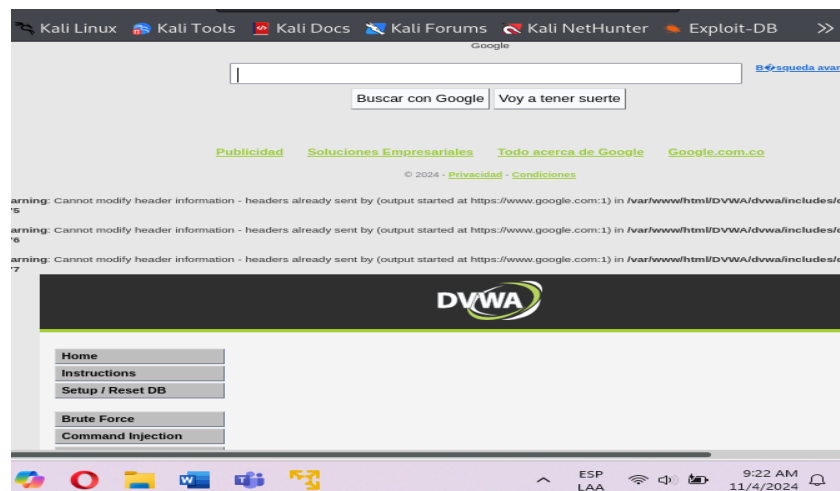 Kali Linux Kali Tools Kali Docs Kali Forums Kali NetHunter Exploit-DB
Google
B�squeda avan
Buscar con Google Voy a tener suerte
Publicidad Soluciones Empresariales Todo acerca de Google Google.com.co
© 2024 - Privacidad - Condiciones
arning: Cannot modify header information - headers already sent by (output started at https://www.google.com:1) in /var/www/html/DVWA/dvwa/includes/
5
arning: Cannot modify header information - headers already sent by (output started at https://www.google.com:1) in /var/www/html/DVWA/dvwa/includes/
6
arning: Cannot modify header information - headers already sent by (output started at https://www.google.com:1) in /var/www/html/DVWA/dvwa/includes/
7
DVWA
Home
Instructions
Setup / Reset DB
Brute Force
Command Injection
ESP
LAA
9:22 AM
11/4/2024